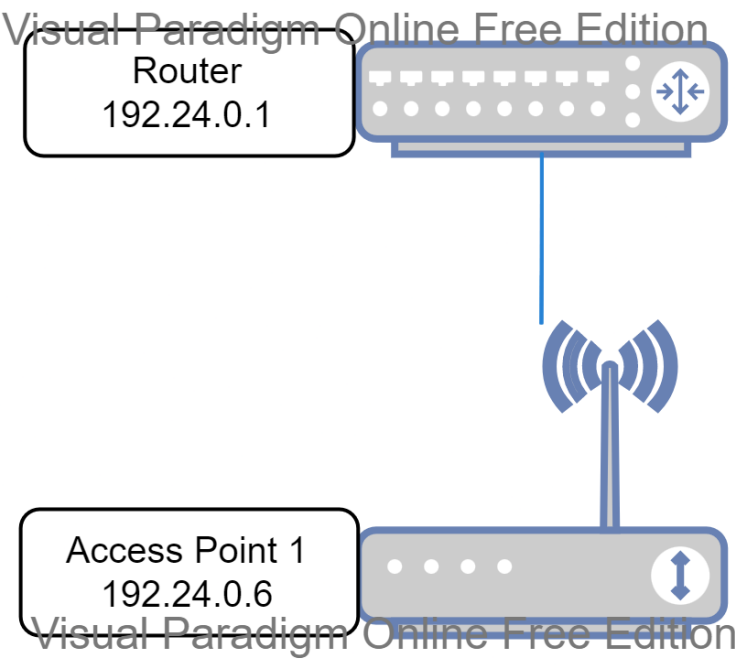 Visual Paradigm Online Free Edition
Router
192.24.0.1
Access Point 1
192.24.0.6
Visual Paradigm Online Free Edition